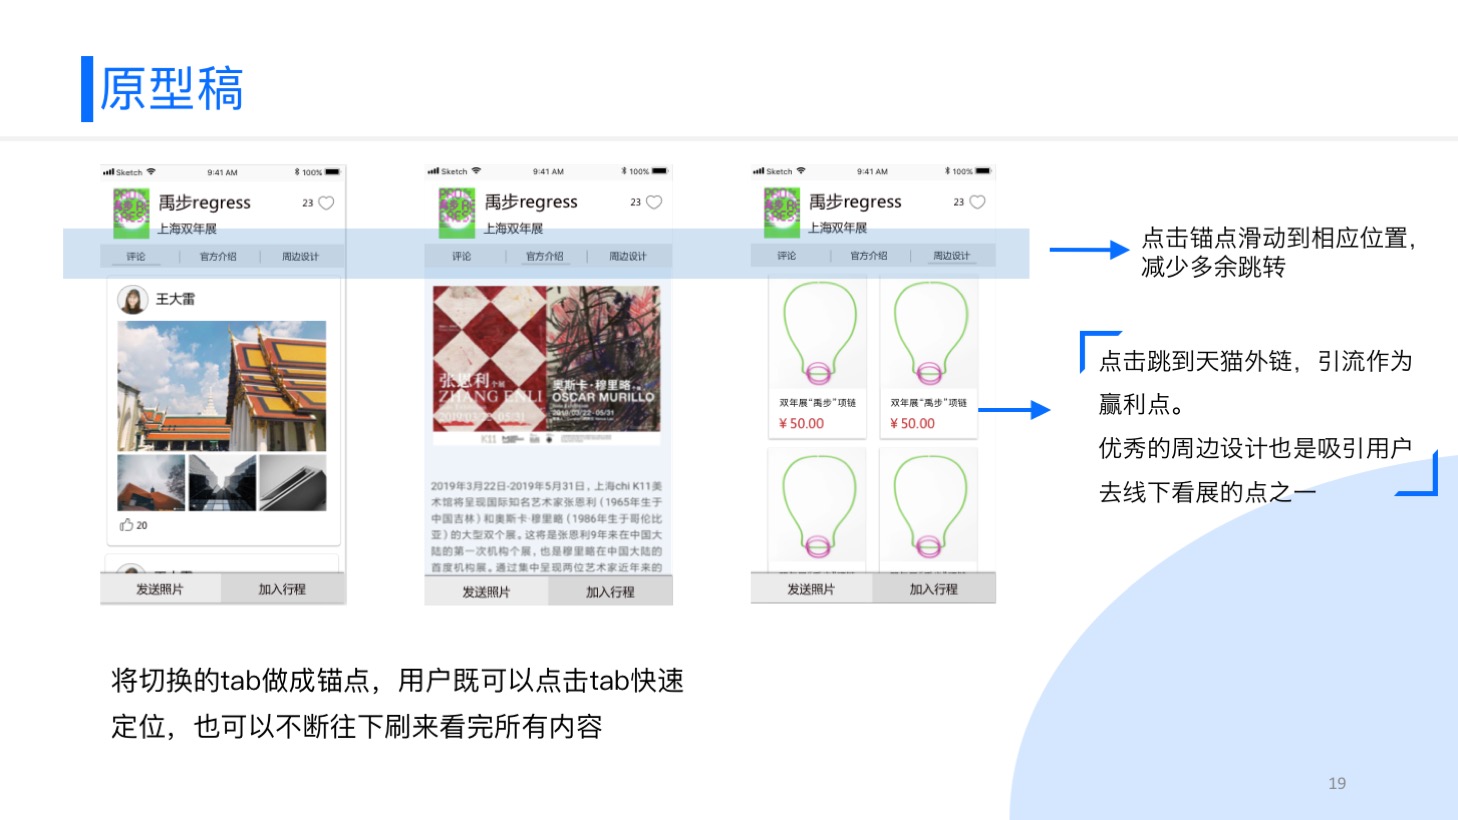 原型稿
Sketch 9:41 AM 100%
禹步regress
23
上海双年展
评论 官方介绍 周边设计
王大雷
20
发送照片 加入行程
Sketch 9:41 AM 100%
禹步regress
23
上海双年展
评论 官方介绍 周边设计
张恩利个展
ZHANG ENLI
奥斯卡·穆里略
OSCAR MURILLO
2019/03/22-05/31
K11
2019年3月22日-2019年5月31日，上海chi K11美
术馆将呈现国际知名艺术家张恩利（1965年生于
中国吉林）和奥斯卡·穆里略（1986年生于哥伦比
亚）的大型双个展。这将是张恩利9年来在中国大
陆的第一次机构个展，也是穆里略在中国大陆的
首度机构展。通过集中呈现两位艺术家近年来的
发送照片 加入行程
Sketch 9:41 AM 100%
禹步regress
23
上海双年展
评论 官方介绍 周边设计
双年展“禹步”项链 双年展“禹步”项链
¥50.00 ¥50.00
发送照片 加入行程
点击锚点滑动到相应位置，
减少多余跳转
点击跳到天猫外链，引流作为
赢利点。
优秀的周边设计也是吸引用户
去线下看展的点之一
将切换的tab做成锚点，用户既可以点击tab快速
定位，也可以不断往下刷来看完所有内容
19